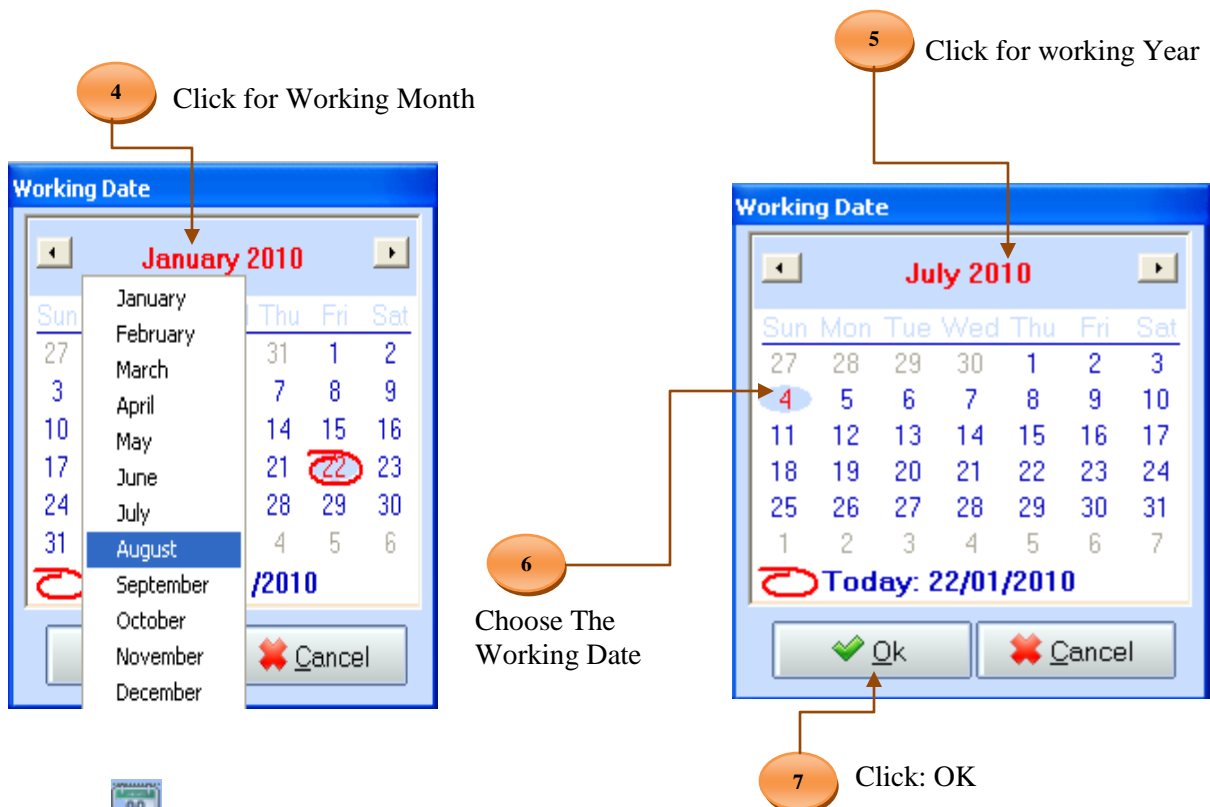 5
Click for working Year
4
Click for Working Month
Working Date
January 2010
Sun Thu Fri Sat
27 31 1 2
3 7 8 9
10 14 15 16
17 21 22 23
24 28 29 30
31 4 5 6
/2010
January
February
March
April
May
June
July
August
September
October
November
December
Cancel
Working Date
July 2010
Sun Mon Tue Wed Thu Fri Sat
27 28 29 30 1 2 3
4 5 6 7 8 9 10
11 12 13 14 15 16 17
18 19 20 21 22 23 24
25 26 27 28 29 30 31
1 2 3 4 5 6 7
Today: 22/01/2010
Ok Cancel
6
Choose The
Working Date
7
Click: OK